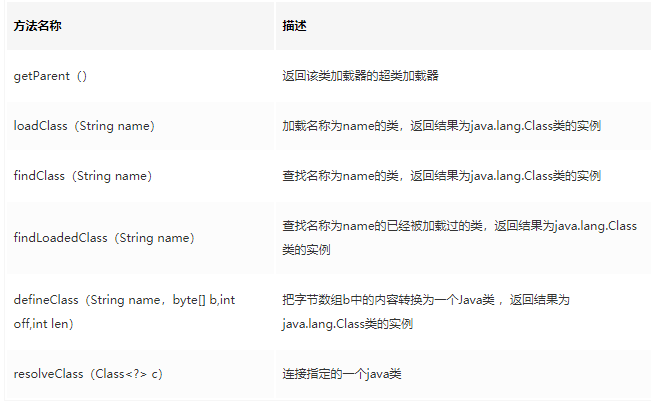 方法名称 描述
getParent（） 返回该类加载器的超类加载器
loadClass（String name） 加载名称为name的类，返回结果为java.lang.Class类的实例
findClass（String name） 查找名称为name的类，返回结果为java.lang.Class类的实例
findLoadedClass（String name） 查找名称为name的已经被加载过的类，返回结果为java.lang.Class
类的实例
defineClass（String name，byte[] b,int
off,int len） 把字节数组b中的内容转换为一个Java类 ，返回结果为
java.lang.Class类的实例
resolveClass（Class<?> c） 连接指定的一个java类